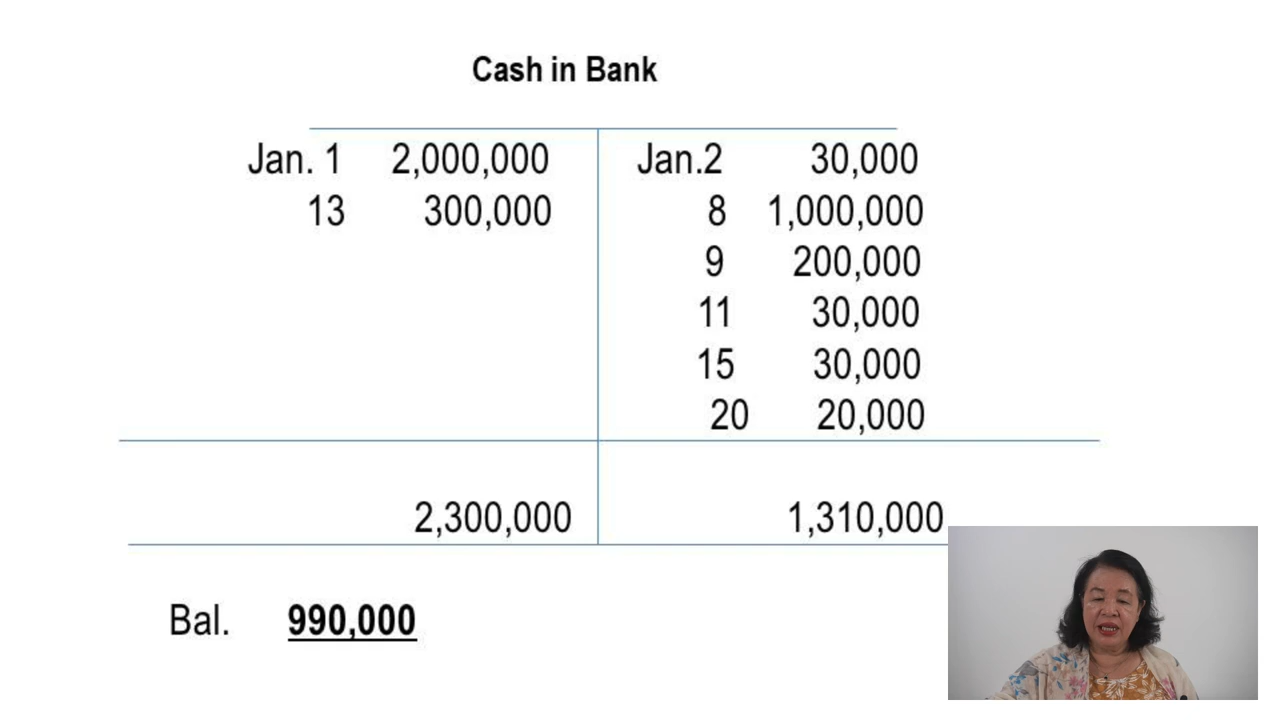 Cash in Bank
Jan. 1 2,000,000 Jan.2 30,000
13 300,000 8 1,000,000
9 200,000
11 30,000
15 30,000
20 20,000
2,300,000 1,310,000
Bal. 990,000